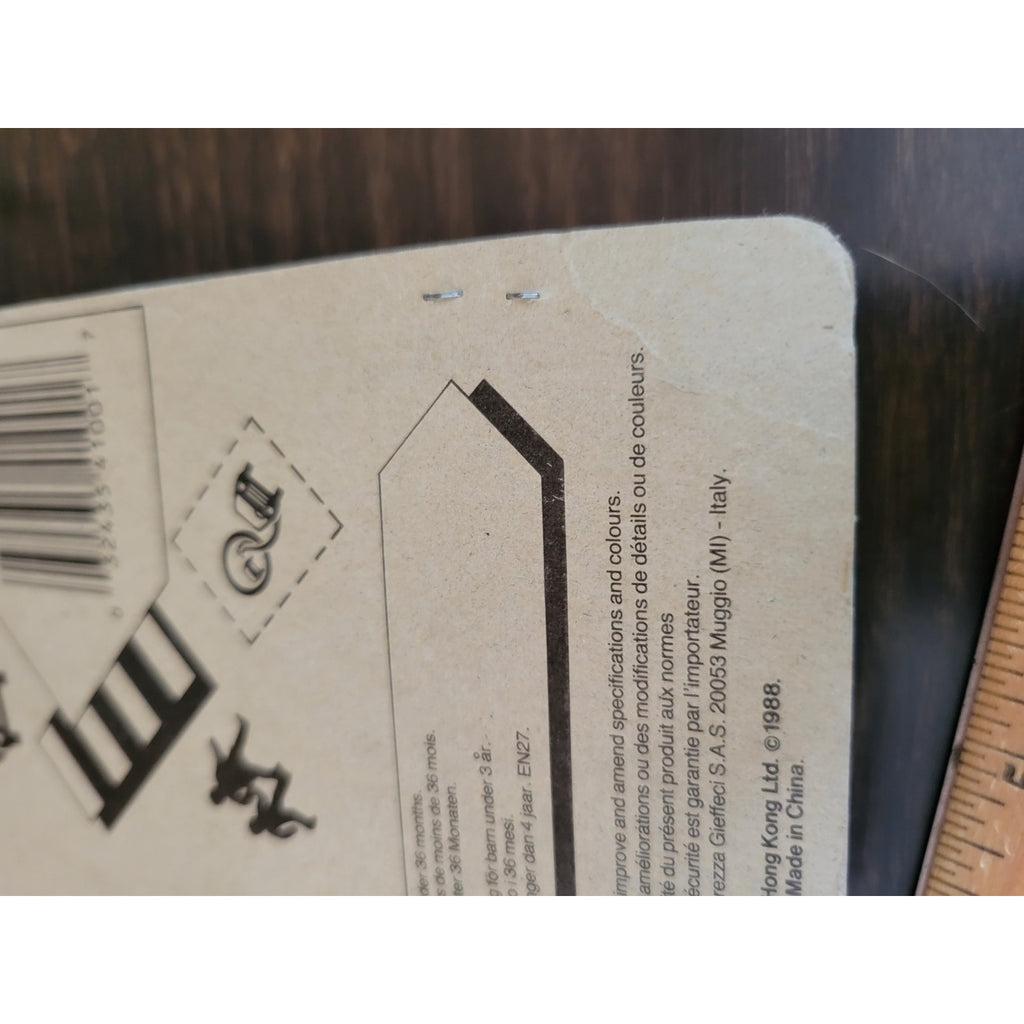 der 36 months.
s de moins de 36 mois.
ter 36 Monaten.
g för barn under 3 år.
o i 36 mesi.
nger dan 4 jaar. EN27.
improve and amend specifications and colours.
améliorátions ou des modifications de détails ou de couleurs.
té du présent produit aux normes
écurité est garantie par l'importateur.
rezza Gieffeci S.A.S. 20053 Muggio (MI) - Italy.
Hong Kong Ltd. © 1988.
Made in China.